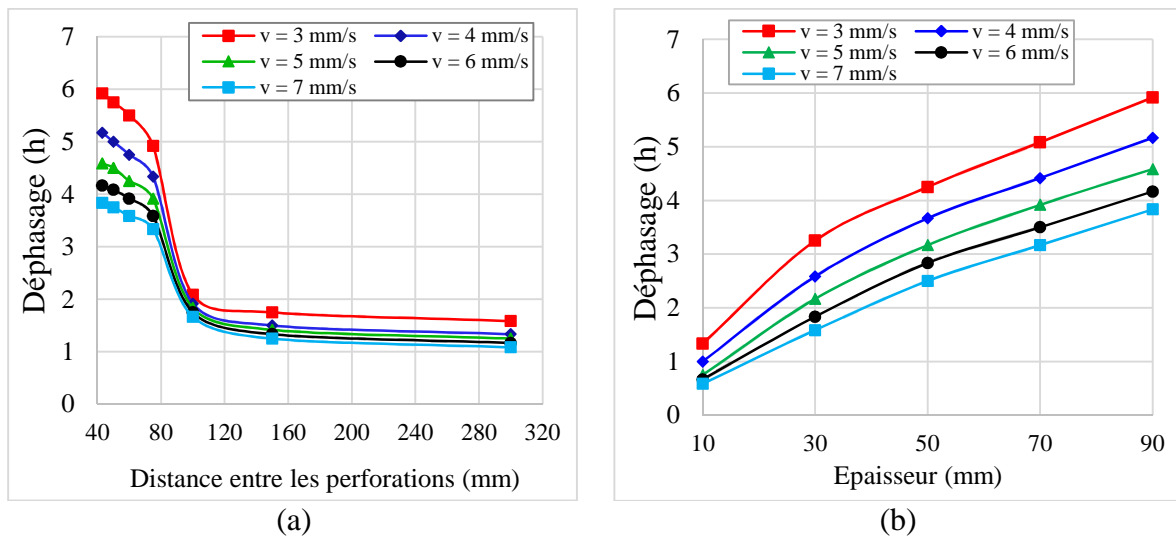 v = 3 mm/s
v = 4 mm/s
v = 5 mm/s
v = 6 mm/s
v = 7 mm/s
7
6
5
4
3
2
1
0
Déphasage (h)
40 80 120 160 200 240 280 320
Distance entre les perforations (mm)
(a)
v = 3 mm/s
v = 4 mm/s
v = 5 mm/s
v = 6 mm/s
v = 7 mm/s
7
6
5
4
3
2
1
0
Déphasage (h)
10 30 50 70 90
Epaisseur (mm)
(b)